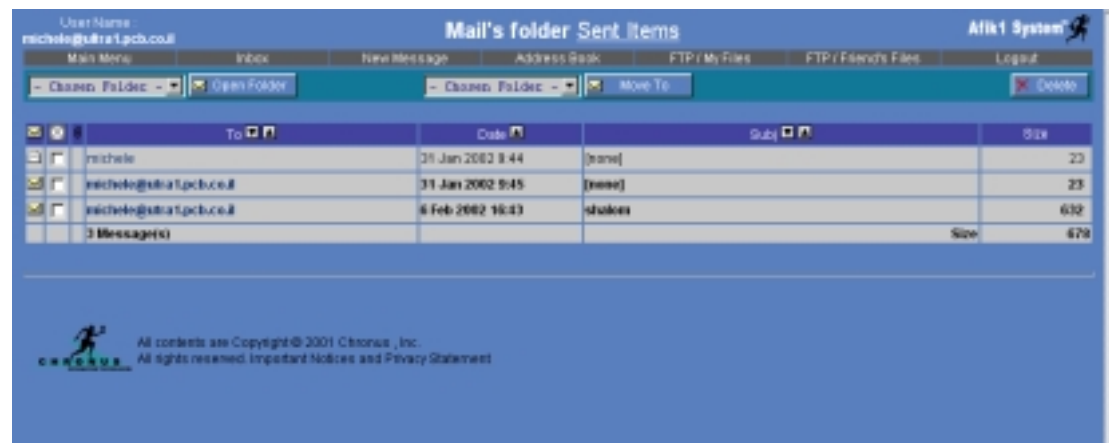 User Name :
michele@ultra1.pcb.co.il
Mail's folder Sent Items
Afik1 System
Main Menu Inbox New Message Address Book FTP / My Files FTP / Friend's Files Logout
- Chosen Folder - Open Folder - Chosen Folder - Move To Delete
To Date Subj Size
michele 31 Jan 2002 9:44 [none] 23
michele@ultra1.pcb.co.il 31 Jan 2002 9:45 [none] 23
michele@ultra1.pcb.co.il 6 Feb 2002 16:43 shalom 632
3 Message(s) Size 678
All contents are Copyright © 2001 Chronus , Inc.
CHRONUS All rights reserved. Important Notices and Privacy Statement